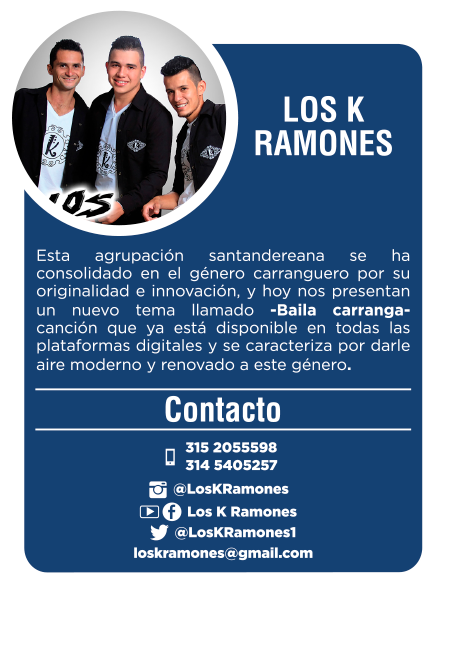 LOS
LOS K
RAMONES
Esta agrupación santandereana se ha
consolidado en el género carranguero por su
originalidad e innovación, y hoy nos presentan
un nuevo tema llamado -Baila carranga-
canción que ya está disponible en todas las
plataformas digitales y se caracteriza por darle
aire moderno y renovado a este género.
Contacto
315 2055598
314 5405257
@LosKRamones
Los K Ramones
@LosKRamones1
loskramones@gmail.com